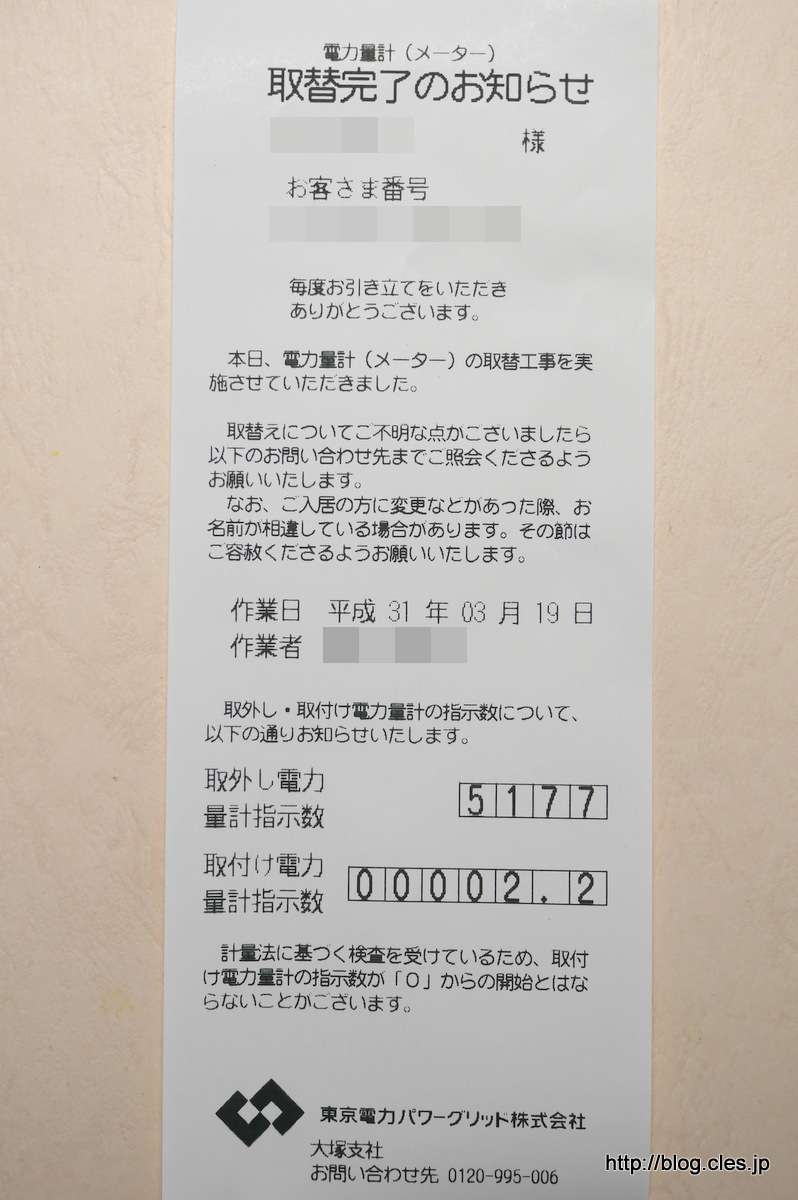 電力量計（メーター）
取替完了のお知らせ
様
お客さま番号
毎度お引き立てをいただき
ありがとうございます。
本日、電力量計（メーター）の取替工事を実
施させていただきました。
取替えについてご不明な点がございましたら
以下のお問い合わせ先までご照会くださるよう
お願いいたします。
なお、ご入居の方に変更などがあった際、お
名前が相違している場合があります。その節は
ご容赦くださるようお願いいたします。
作業日 平成 31 年 03 月 19 日
作業者
取外し・取付け電力量計の指示数について、
以下の通りお知らせいたします。
取外し電力
量計指示数 5177
取付け電力
量計指示数 00002.2
計量法に基づく検査を受けているため、取付
け電力量計の指示数が「０」からの開始とはな
らないことがございます。
東京電力パワーグリッド株式会社
大塚支社
お問い合わせ先 0120-995-006
http://blog.cles.jp